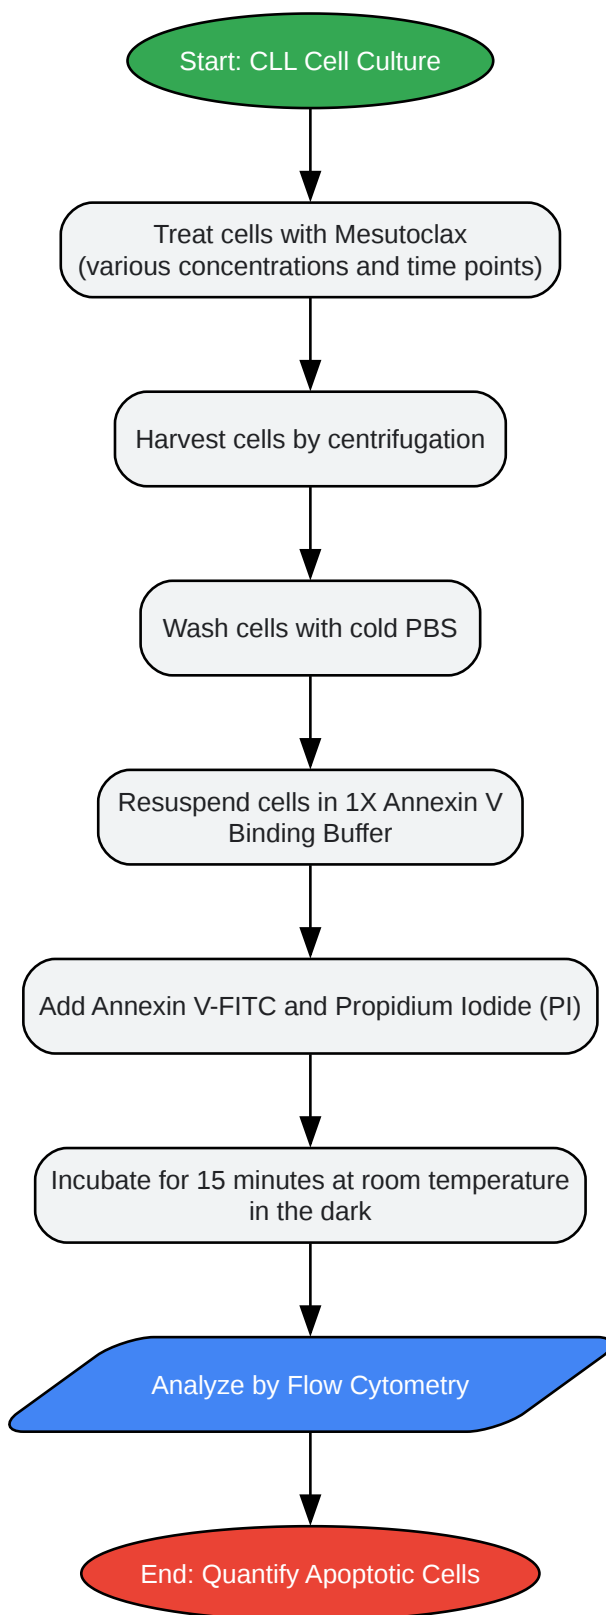 Start: CLL Cell Culture
Treat cells with Mesutoclax
(various concentrations and time points)
Harvest cells by centrifugation
Wash cells with cold PBS
Resuspend cells in 1X Annexin V
Binding Buffer
Add Annexin V-FITC and Propidium Iodide (PI)
Incubate for 15 minutes at room temperature
in the dark
Analyze by Flow Cytometry
End: Quantify Apoptotic Cells